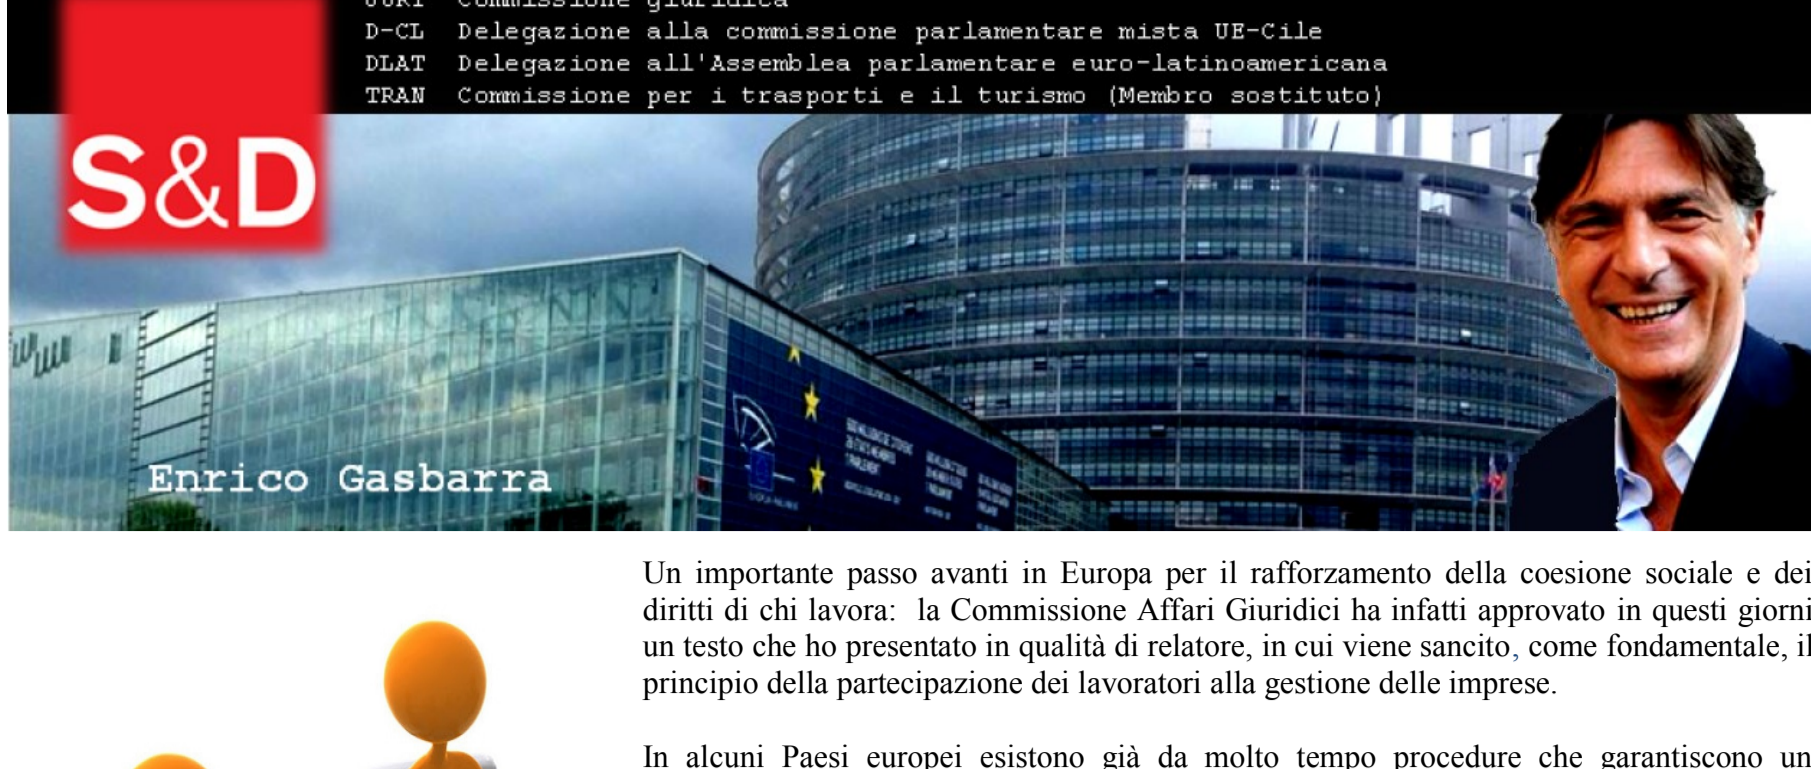 JURI Commissione giuridica
D-CL Delegazione alla commissione parlamentare mista UE-Cile
DLAT Delegazione all'Assemblea parlamentare euro-latinoamericana
TRAN Commissione per i trasporti e il turismo (Membro sostituto)
S&D
Enrico Gasbarra
Un importante passo avanti in Europa per il rafforzamento della coesione sociale e dei
diritti di chi lavora: la Commissione Affari Giuridici ha infatti approvato in questi giorni
un testo che ho presentato in qualità di relatore, in cui viene sancito, come fondamentale, il
principio della partecipazione dei lavoratori alla gestione delle imprese.
In alcuni Paesi europei esistono già da molto tempo procedure che garantiscono un